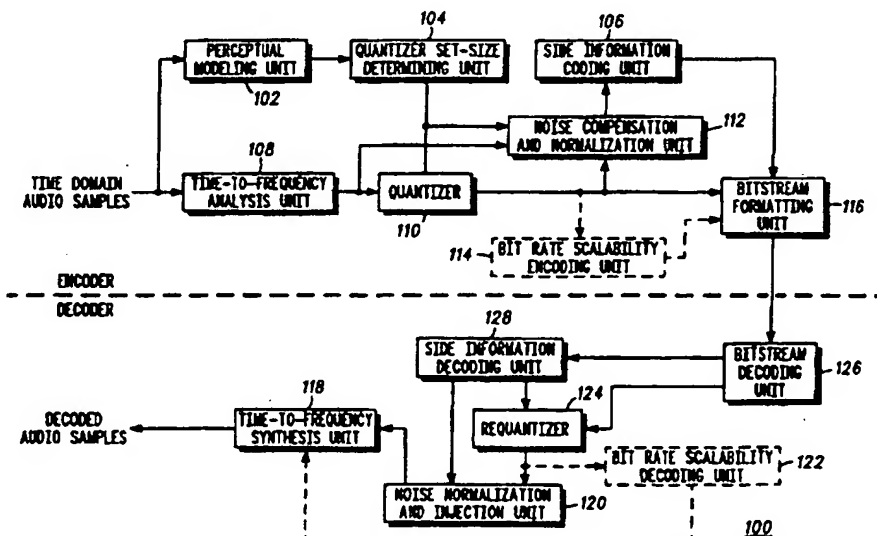 104
106
PERCEPTUAL
MODELING UNIT
102
QUANTIZER SET-SIZE
DETERMINING UNIT
SIDE INFORMATION
CODING UNIT
NOISE COMPENSATION
AND NORMALIZATION UNIT
112
108
TIME DOMAIN
AUDIO SAMPLES
TIME-TO-FREQUENCY
ANALYSIS UNIT
QUANTIZER
110
BITSTREAM
FORMATTING
UNIT
116
114
BIT RATE SCALABILITY
ENCODING UNIT
ENCODER
DECODER
128
SIDE INFORMATION
DECODING UNIT
BITSTREAM
DECODING
UNIT
126
118
124
DECODED
AUDIO SAMPLES
TIME-TO-FREQUENCY
SYNTHESIS UNIT
REQUANTIZER
BIT RATE SCALABILITY
DECODING UNIT
122
NOISE NORMALIZATION
AND INJECTION UNIT
120
100